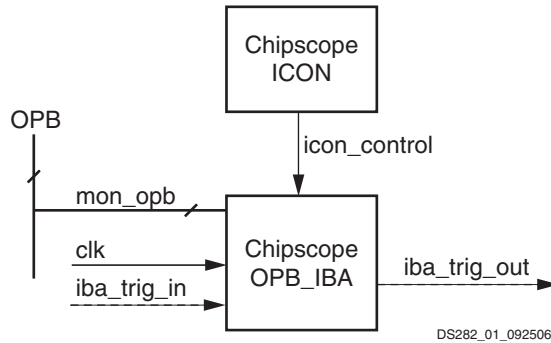 Chipscope
ICON
OPB
icon_control
mon_opb
clk
Chipscope
OPB_IBA
iba_trig_in
iba_trig_out
DS282_01_092506